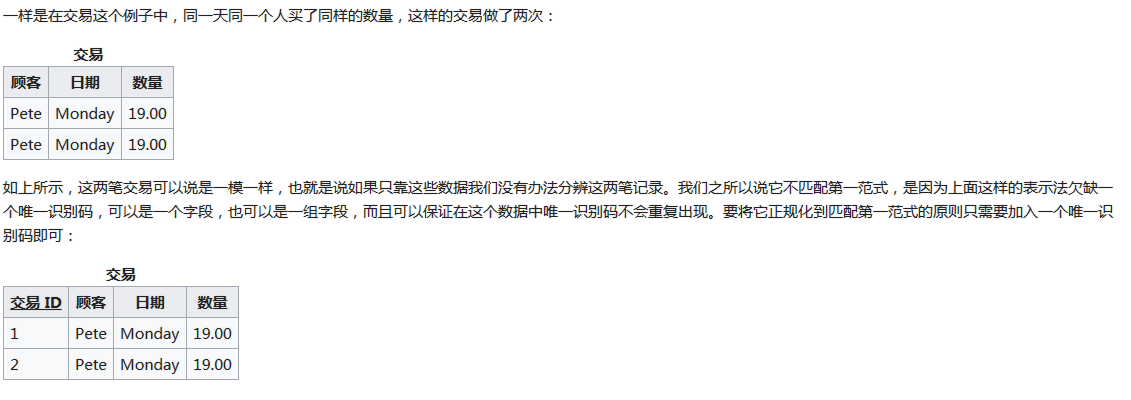 一样是在交易这个例子中，同一天同一个人买了同样的数量，这样的交易做了两次：
交易
顾客 日期 数量
Pete Monday 19.00
Pete Monday 19.00
如上所示，这两笔交易可以说是一模一样，也就是说如果只靠这些数据我们没有办法分辨这两笔记录。我们之所以说它不匹配第一范式，是因为上面这样的表示法欠缺一
个唯一识别码，可以是一个字段，也可以是一组字段，而且可以保证在这个数据中唯一识别码不会重复出现。要将它正规化到匹配第一范式的原则只需要加入一个唯一识
别码即可：
交易
交易 ID 顾客 日期 数量
1 Pete Monday 19.00
2 Pete Monday 19.00